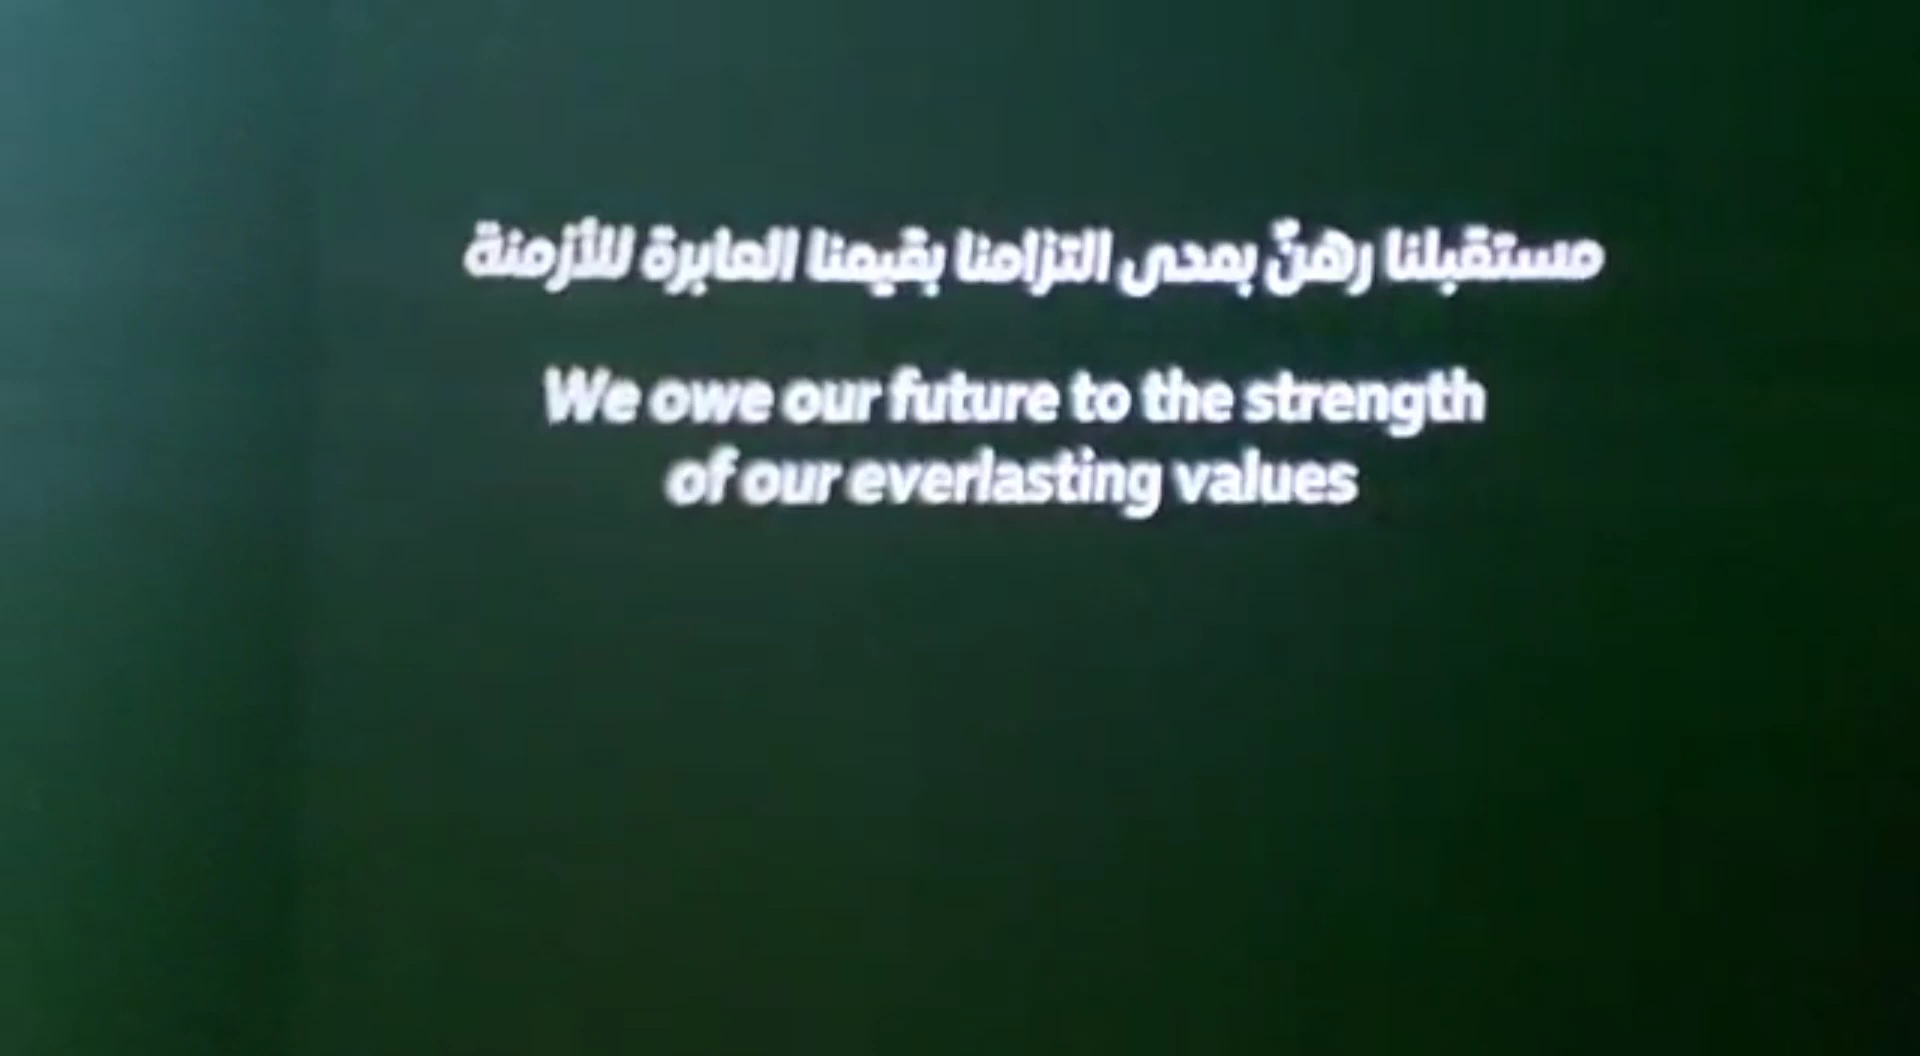 مستقبلنا رهنٌ بمدى التزامنا بقيمنا العابرة للأزمنة
We owe our future to the strength
of our everlasting values